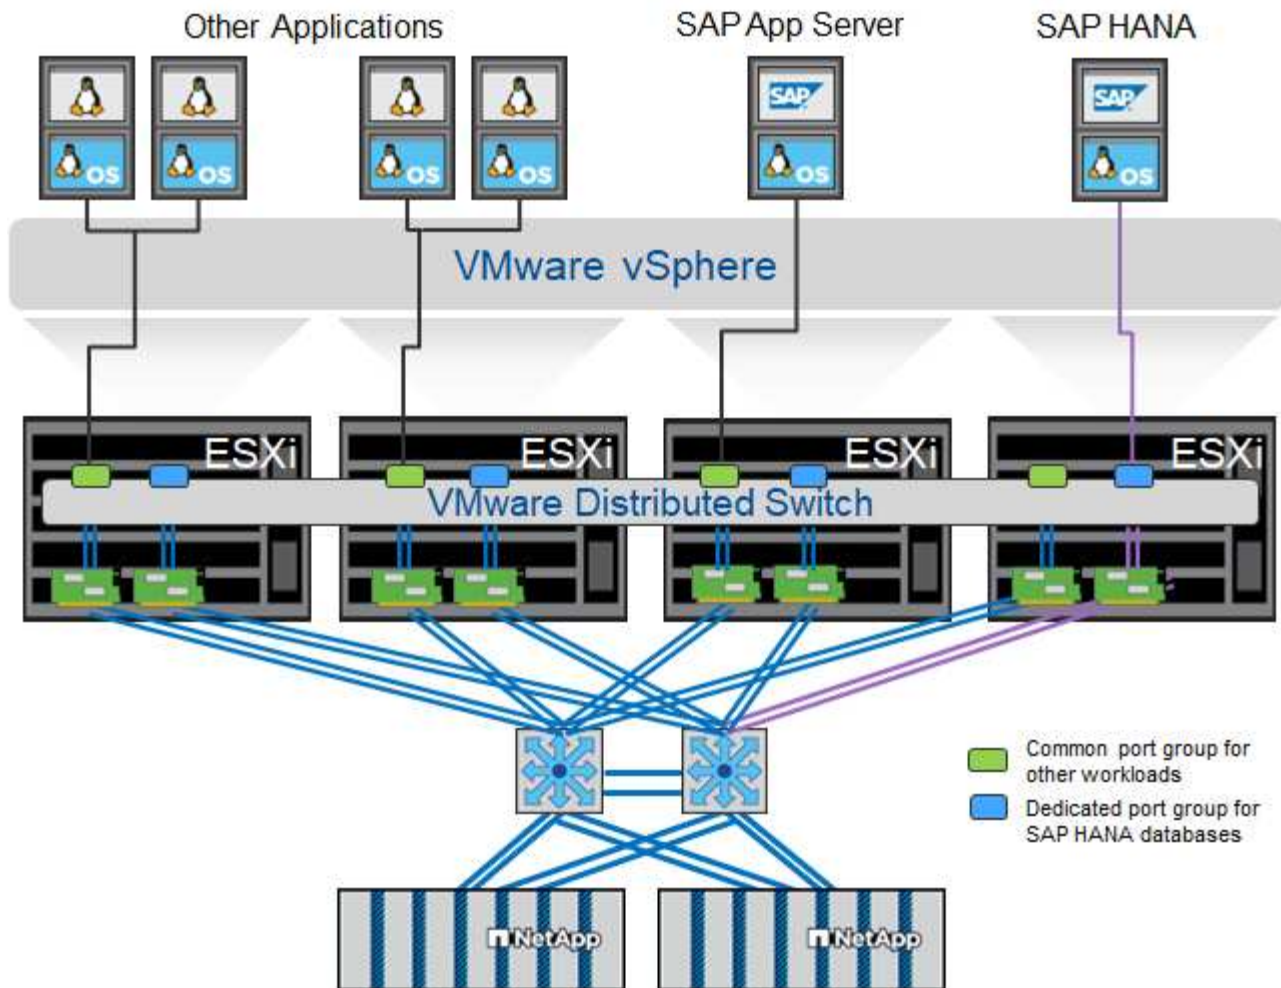 Other Applications
SAP App Server
SAP HANA
SAP
SAP
OS
OS
OS
OS
OS
OS
VMware vSphere
ESXi
ESXi
ESXi
ESXi
VMware Distributed Switch
Common port group for
other workloads
Dedicated port group for
SAP HANA databases
NetApp
NetApp